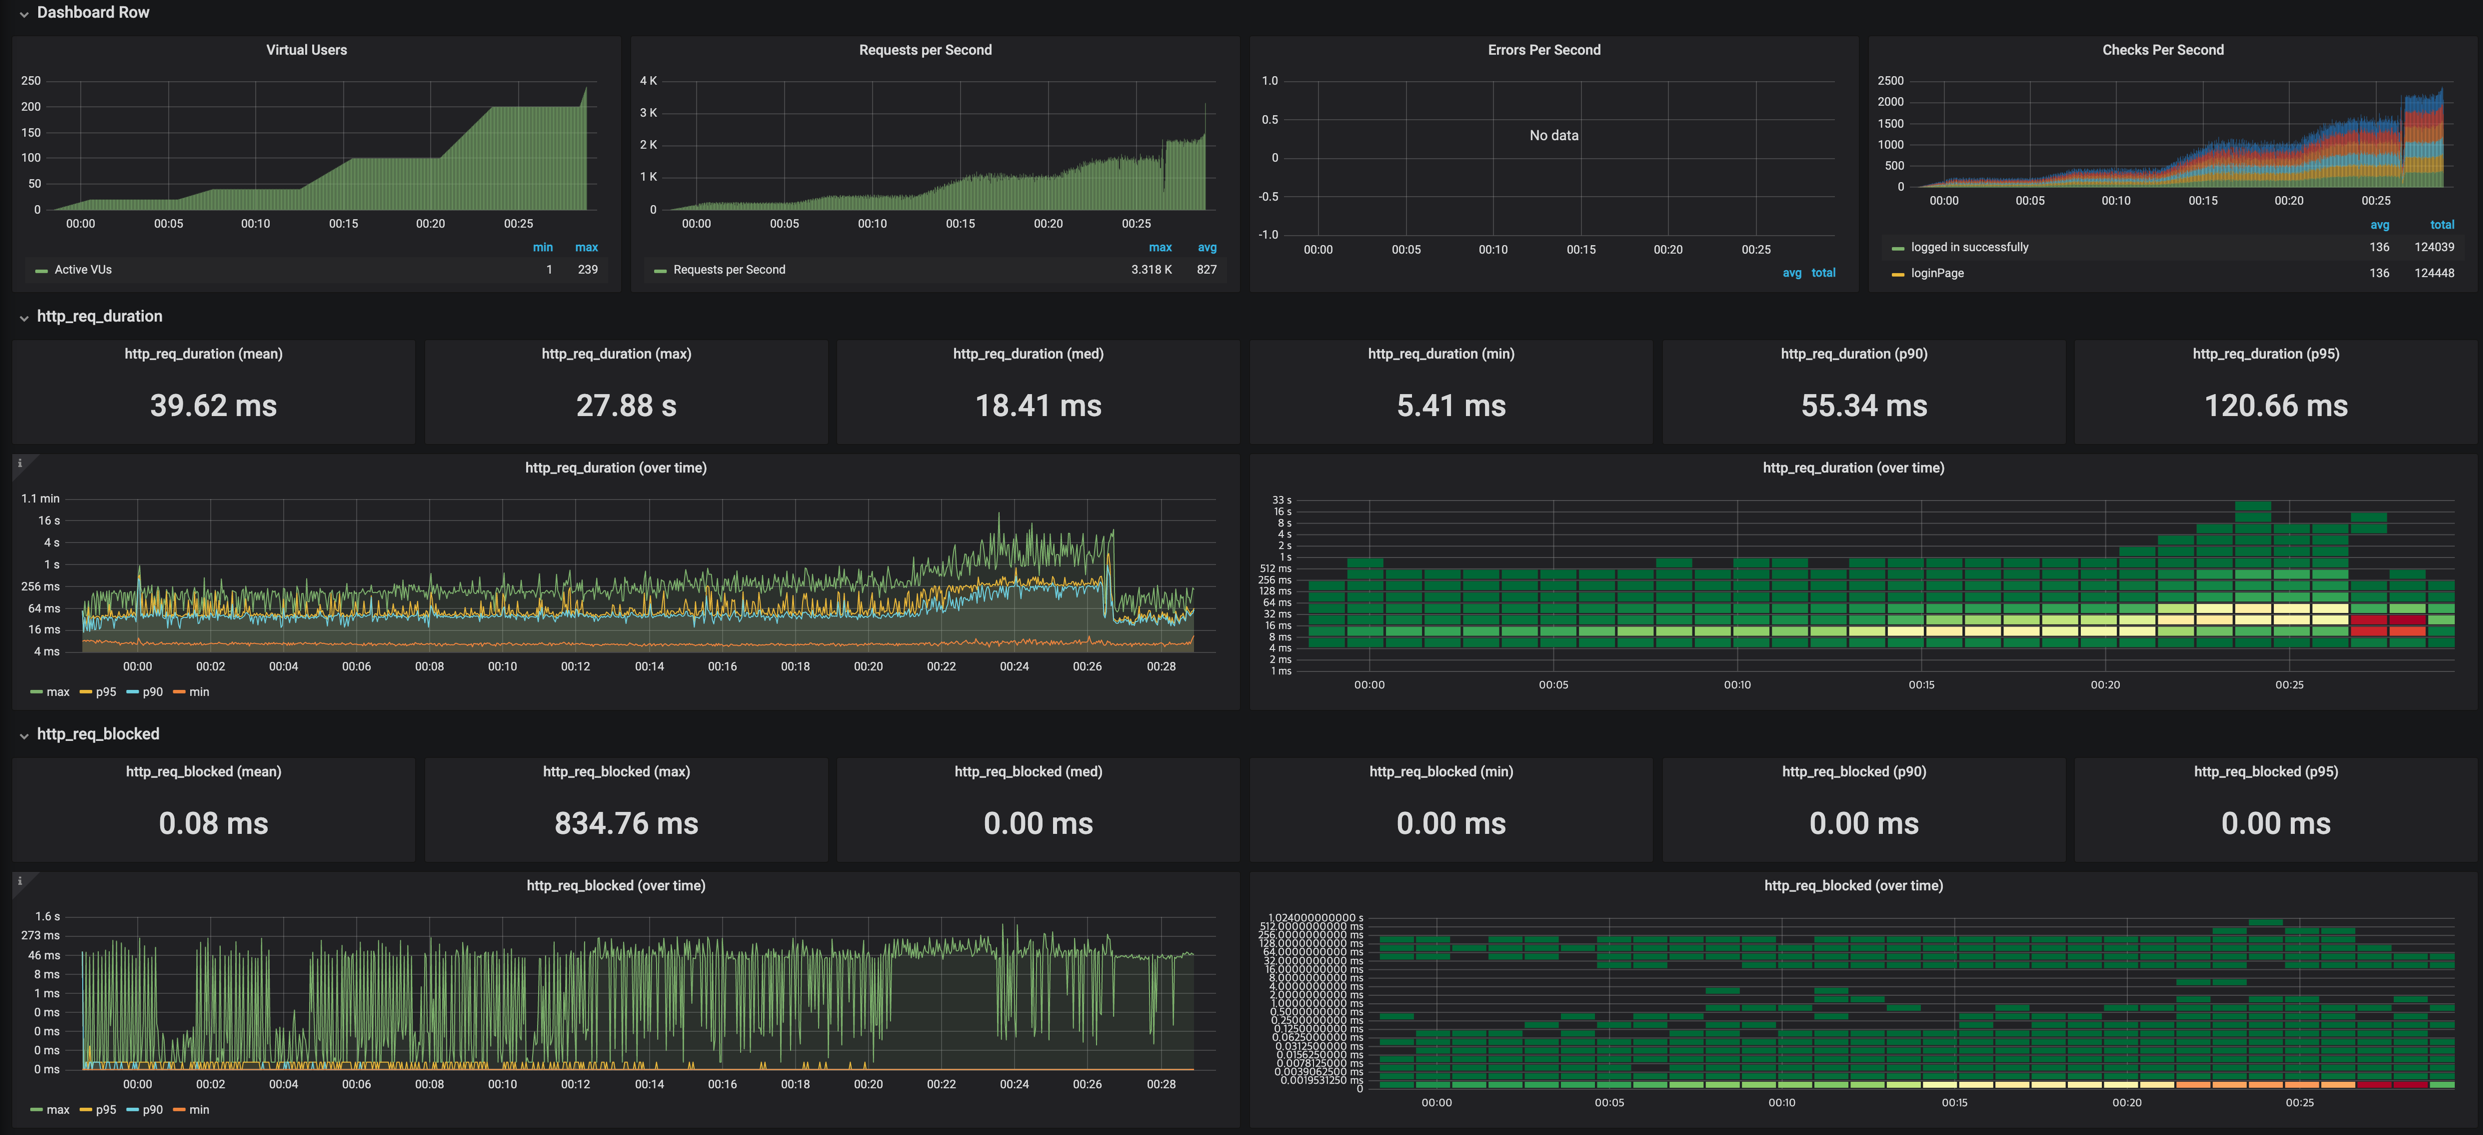 Dashboard Row
Virtual Users
250
200
150
100
50
0
00:00 00:05 00:10 00:15 00:20 00:25
min max
Active VUs 1 239
Requests per Second
4 K
3 K
2 K
1 K
0
00:00 00:05 00:10 00:15 00:20 00:25
max avg
Requests per Second 3.318 K 827
Errors Per Second
1.0
0.5
0
-0.5
-1.0
No data
00:00 00:05 00:10 00:15 00:20 00:25
avg total
Checks Per Second
2500
2000
1500
1000
500
0
00:00 00:05 00:10 00:15 00:20 00:25
avg total
logged in successfully 136 124039
loginPage 136 124448
http_req_duration
http_req_duration (mean)
39.62 ms
http_req_duration (max)
27.88 s
http_req_duration (med)
18.41 ms
http_req_duration (min)
5.41 ms
http_req_duration (p90)
55.34 ms
http_req_duration (p95)
120.66 ms
i
http_req_duration (over time)
1.1 min
16 s
4 s
1 s
256 ms
64 ms
16 ms
4 ms
00:00 00:02 00:04 00:06 00:08 00:10 00:12 00:14 00:16 00:18 00:20 00:22 00:24 00:26 00:28
max p95 p90 min
http_req_duration (over time)
33 s
16 s
8 s
4 s
2 s
1 s
512 ms
256 ms
128 ms
64 ms
32 ms
16 ms
8 ms
4 ms
2 ms
1 ms
00:00 00:05 00:10 00:15 00:20 00:25
http_req_blocked
http_req_blocked (mean)
0.08 ms
http_req_blocked (max)
834.76 ms
http_req_blocked (med)
0.00 ms
http_req_blocked (min)
0.00 ms
http_req_blocked (p90)
0.00 ms
http_req_blocked (p95)
0.00 ms
i
http_req_blocked (over time)
1.6 s
273 ms
46 ms
8 ms
1 ms
0 ms
0 ms
0 ms
0 ms
00:00 00:02 00:04 00:06 00:08 00:10 00:12 00:14 00:16 00:18 00:20 00:22 00:24 00:26 00:28
max p95 p90 min
http_req_blocked (over time)
1.024000000000 s
512.0000000000 ms
256.0000000000 ms
128.0000000000 ms
64.0000000000 ms
32.0000000000 ms
16.0000000000 ms
8.0000000000 ms
4.0000000000 ms
2.0000000000 ms
1.0000000000 ms
0.5000000000 ms
0.2500000000 ms
0.1250000000 ms
0.0625000000 ms
0.0312500000 ms
0.0156250000 ms
0.0078125000 ms
0.0039062500 ms
0.0019531250 ms
0
00:00 00:05 00:10 00:15 00:20 00:25